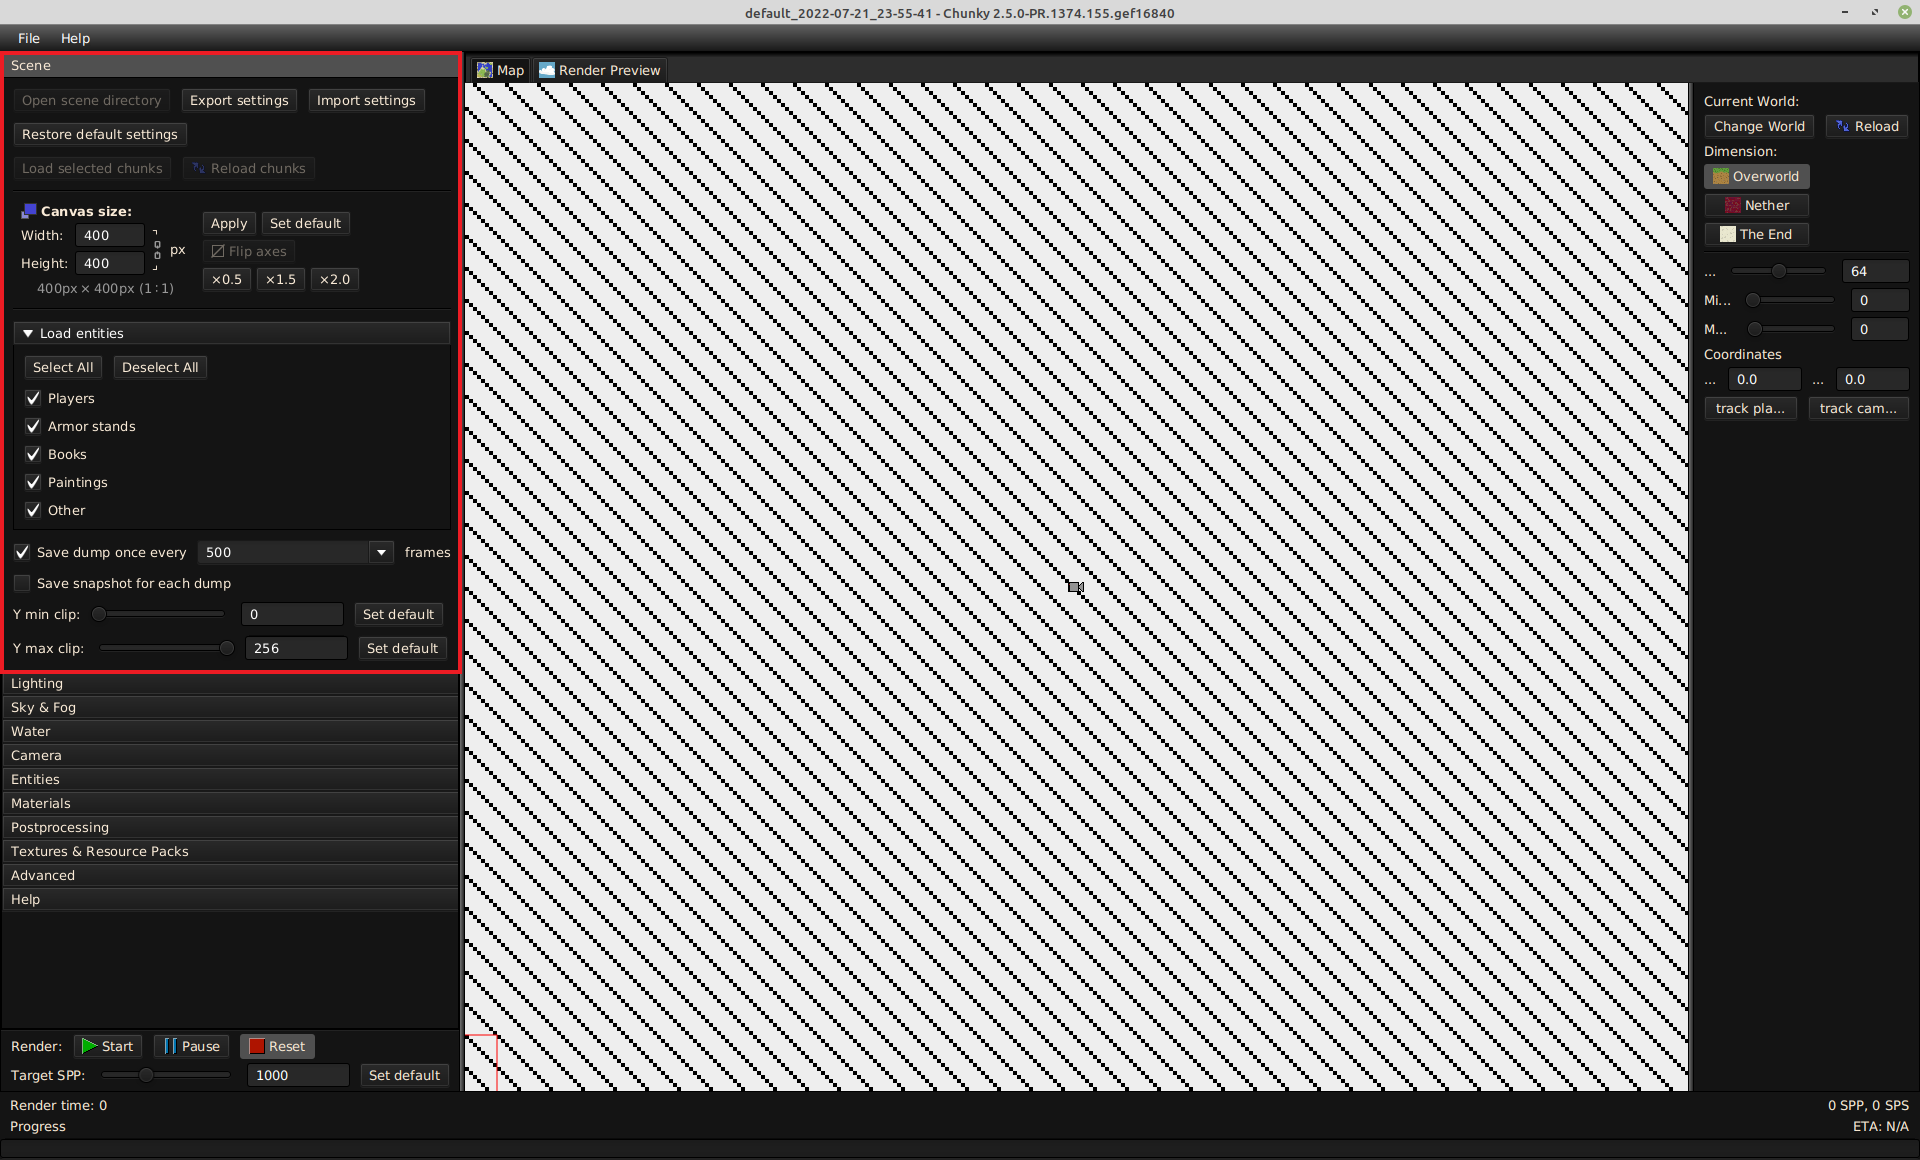 default_2022-07-21_23-55-41 - Chunky 2.5.0-PR.1374.155.gef16840
File Help
Scene
Open scene directory Export settings Import settings
Restore default settings
Load selected chunks Reload chunks
Canvas size:
Width: 400
Height: 400
px
400px × 400px (1:1)
Apply Set default
Flip axes
×0.5 ×1.5 ×2.0
Load entities
Select All Deselect All
Players
Armor stands
Books
Paintings
Other
Save dump once every 500 frames
Save snapshot for each dump
Y min clip: 0 Set default
Y max clip: 256 Set default
Lighting
Sky & Fog
Water
Camera
Entities
Materials
Postprocessing
Textures & Resource Packs
Advanced
Help
Render: Start Pause Reset
Target SPP: 1000 Set default
Render time: 0
Progress
Map Render Preview
Current World:
Change World Reload
Dimension:
Overworld
Nether
The End
... 64
Mi... 0
M... 0
Coordinates
... 0.0 ... 0.0
track pla... track cam...
0 SPP, 0 SPS
ETA: N/A